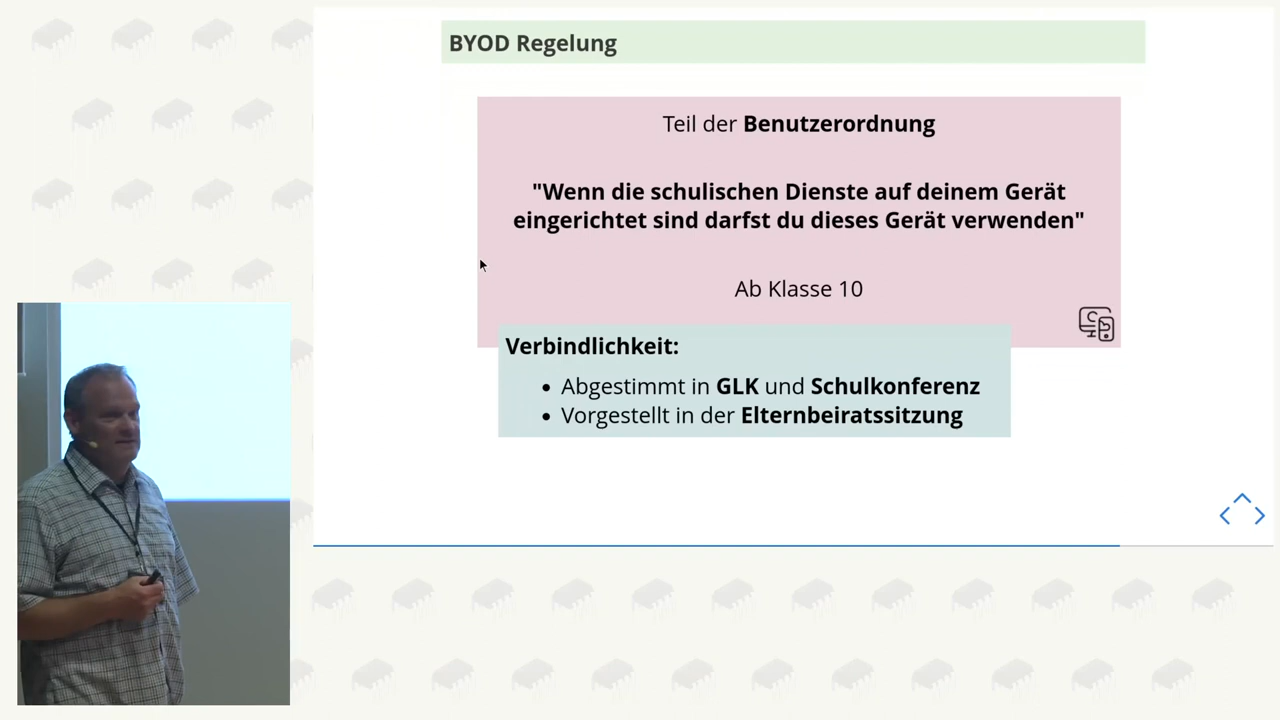 BYOD Regelung
Teil der Benutzerordnung
"Wenn die schulischen Dienste auf deinem Gerät
eingerichtet sind darfst du dieses Gerät verwenden"
Ab Klasse 10
Verbindlichkeit:
• Abgestimmt in GLK und Schulkonferenz
• Vorgestellt in der Elternbeiratssitzung